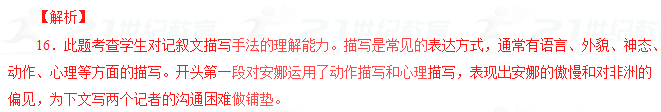 【解析】
16．此题考查学生对记叙文描写手法的理解能力。描写是常见的表达方式，通常有语言、外貌、神态、
动作、心理等方面的描写。开头第一段对安娜运用了动作描写和心理描写，表现出安娜的傲慢和对非洲的
偏见，为下文写两个记者的沟通困难做铺垫。